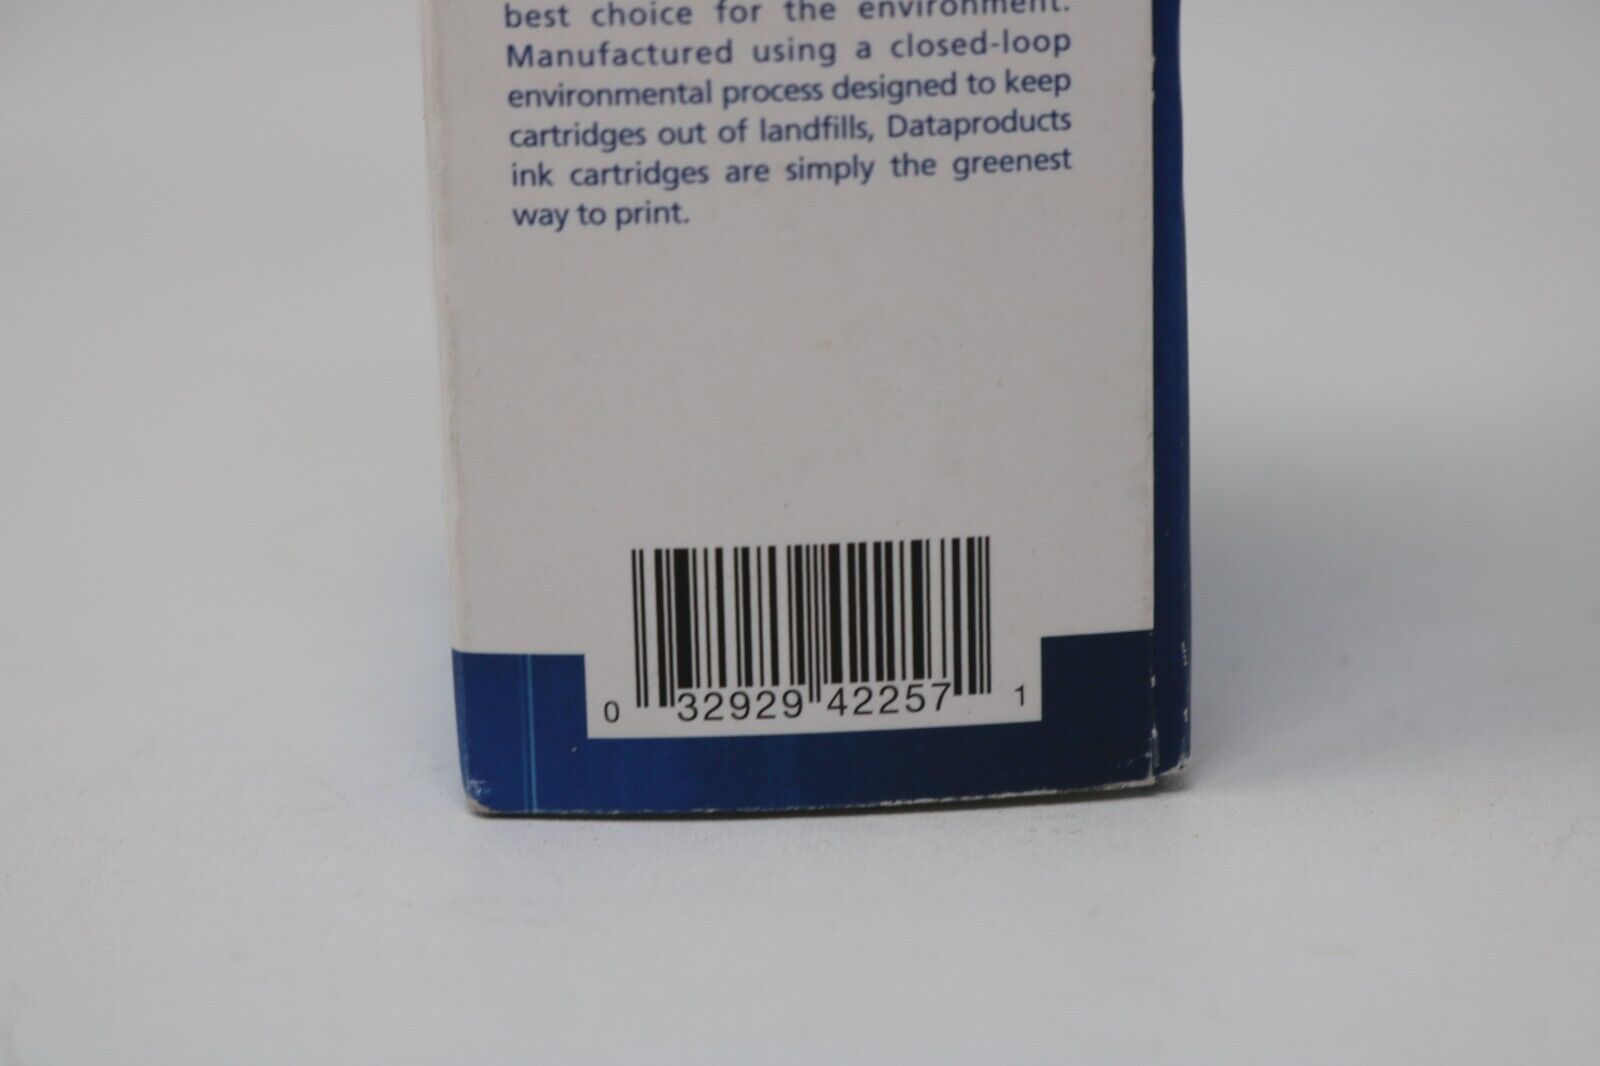 best choice for the environment.
Manufactured using a closed-loop
environmental process designed to keep
cartridges out of landfills, Dataproducts
ink cartridges are simply the greenest
way to print.
0 32929 42257 1